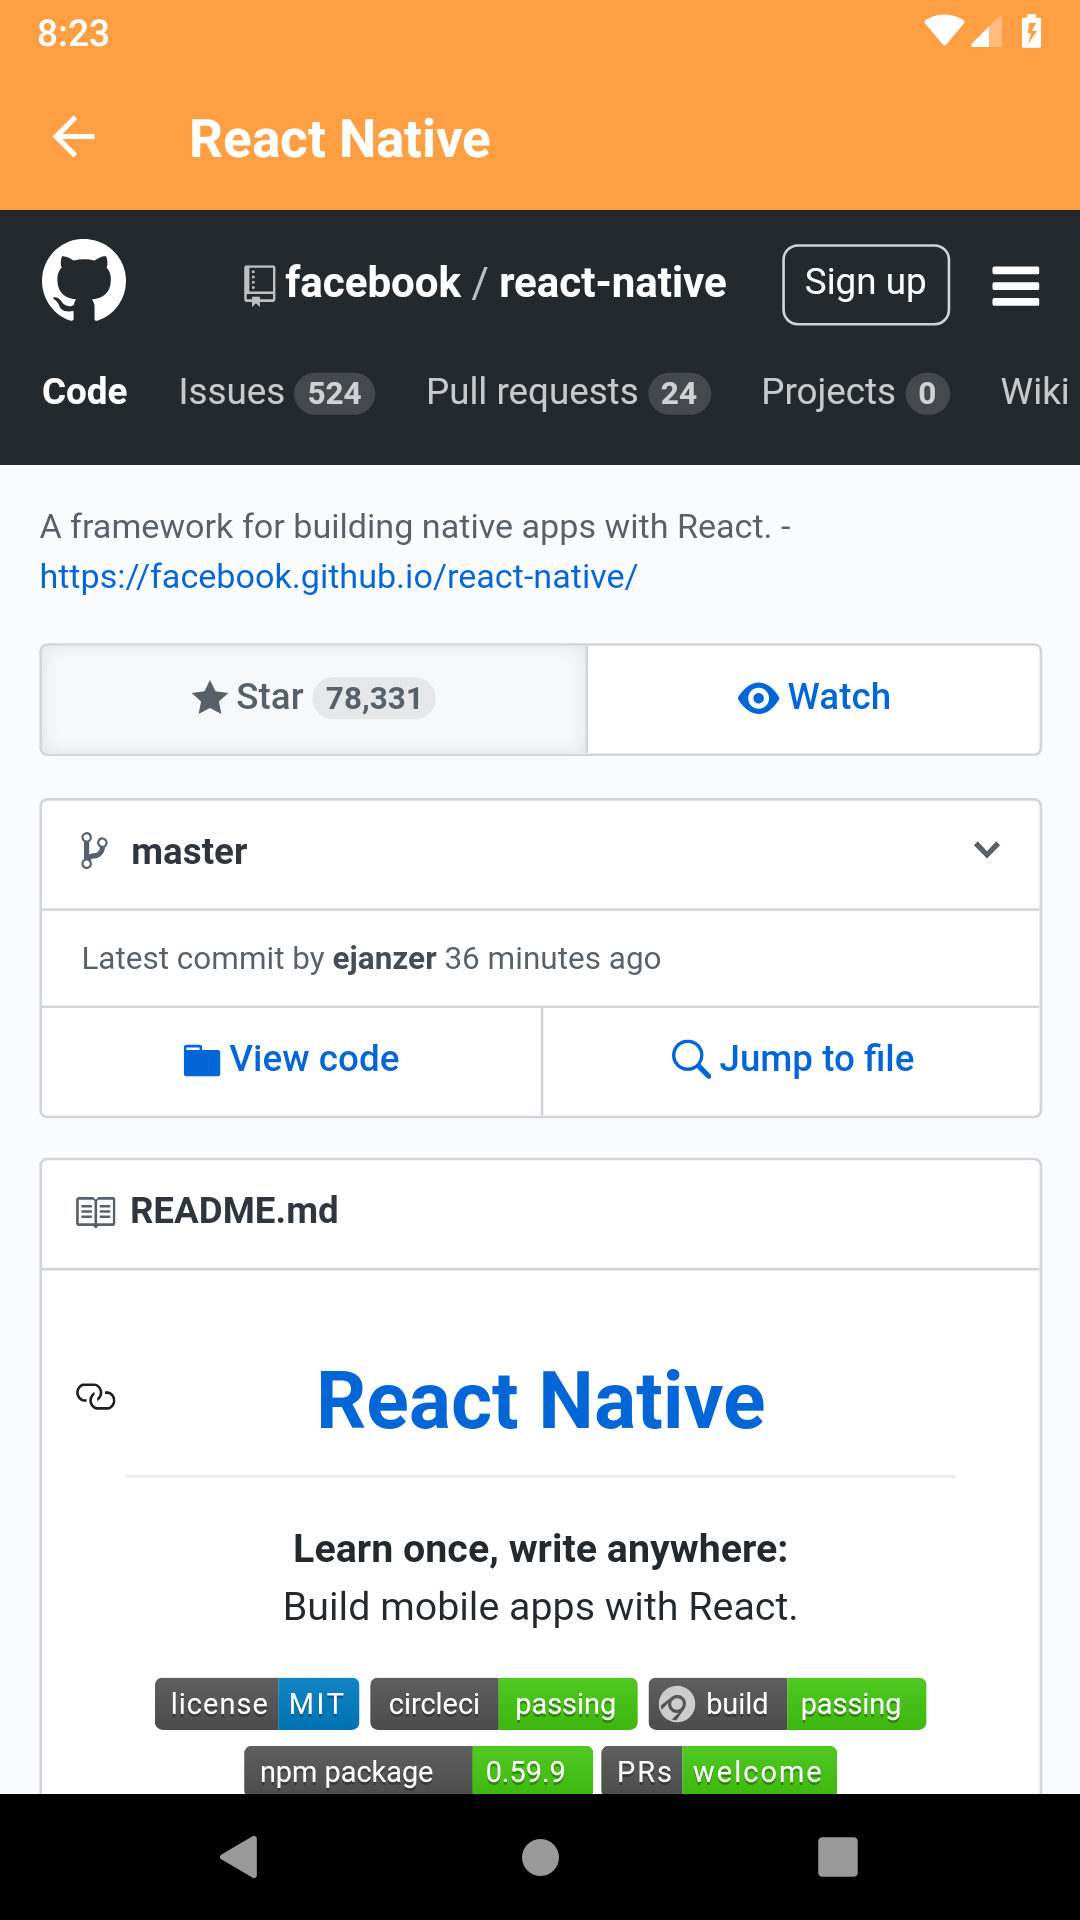 8:23
React Native
facebook / react-native
Sign up
Code Issues 524 Pull requests 24 Projects 0 Wiki
A framework for building native apps with React. -
https://facebook.github.io/react-native/
Star 78,331 Watch
master
Latest commit by ejanzer 36 minutes ago
View code Jump to file
README.md
React Native
Learn once, write anywhere:
Build mobile apps with React.
license MIT circleci passing build passing
npm package 0.59.9 PRs welcome